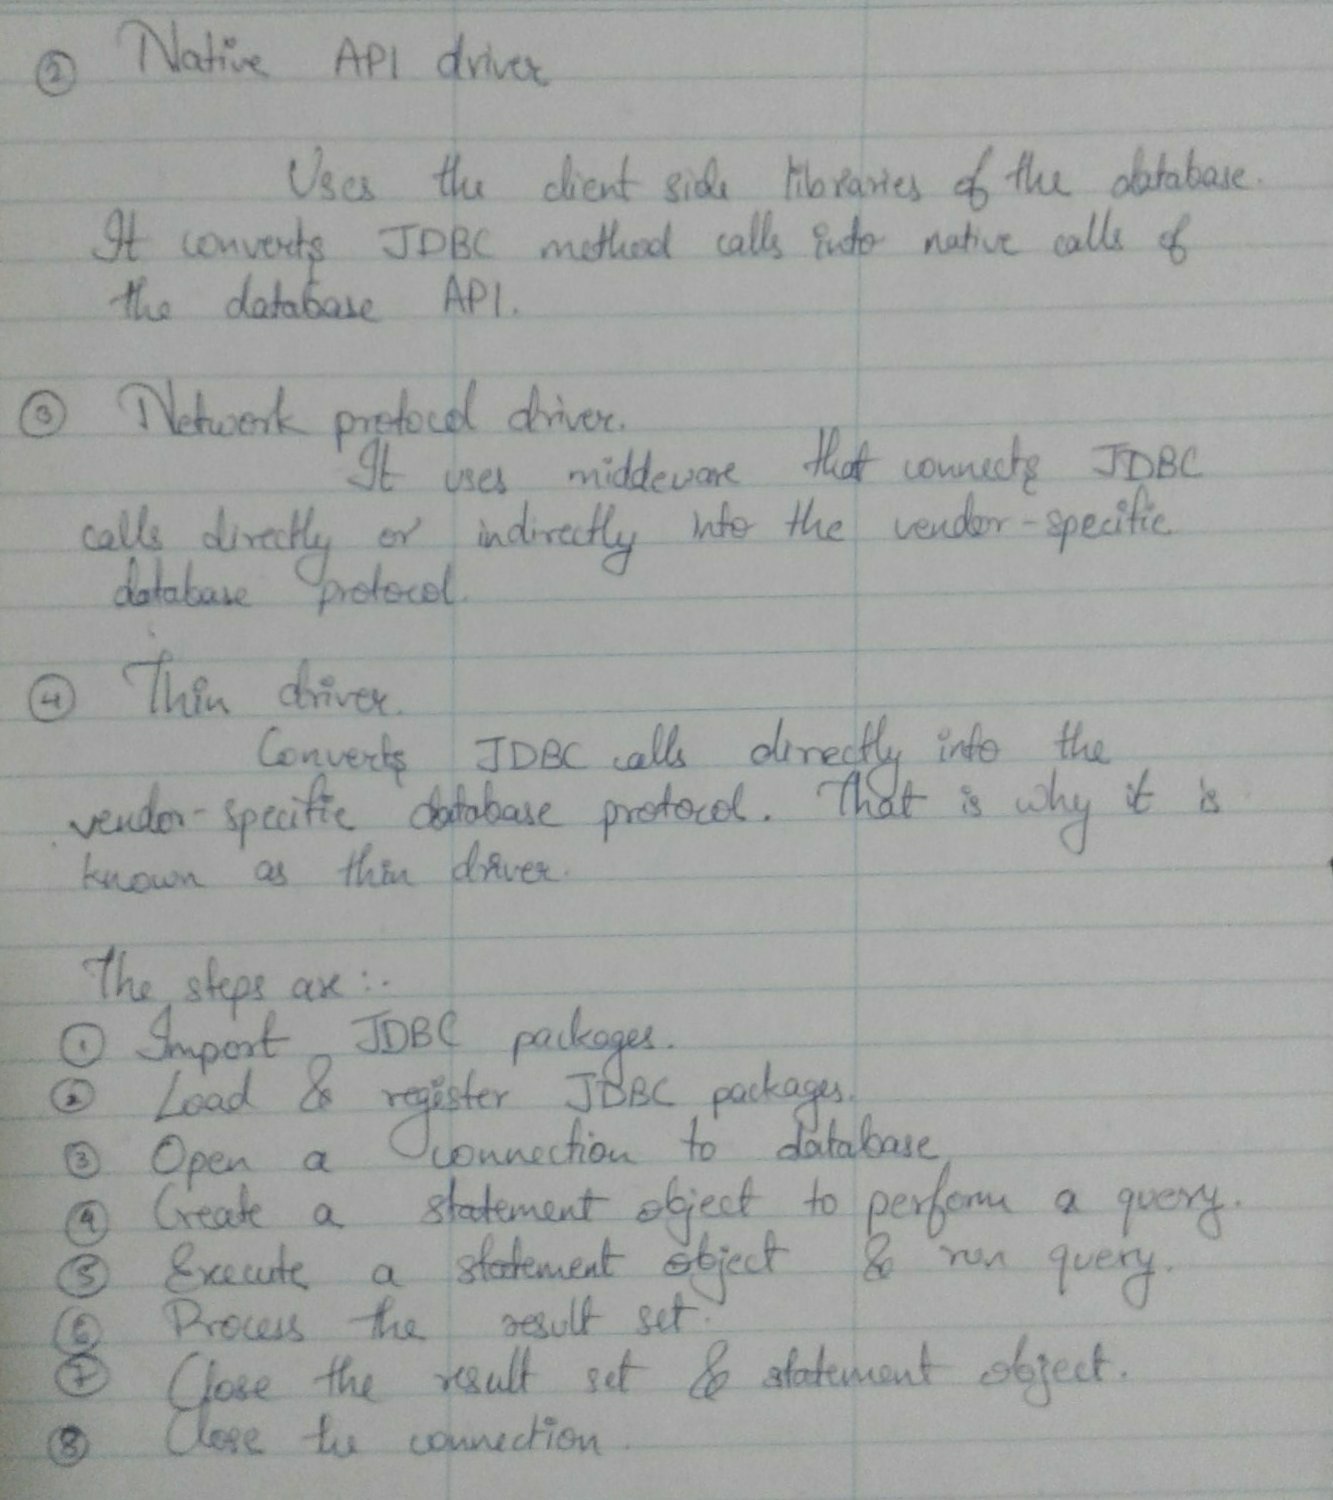 ② Native API driver
Uses the client side libraries of the database.
It converts JDBC method calls into native calls of
the database API.
③ Network protocol driver.
It uses middeware that connects JDBC
calls directly or indirectly into the vendor-specific
database protocol.
④ Thin driver.
Converts JDBC calls directly into the
vendor-specific database protocol. That is why it is
known as thin driver.
The steps are :-
① Import JDBC packages.
② Load & register JDBC packages.
③ Open a connection to database
④ Create a statement object to perform a query.
⑤ Execute a statement object & run query.
⑥ Process the result set.
⑦ Close the result set & statement object.
⑧ Close the connection.